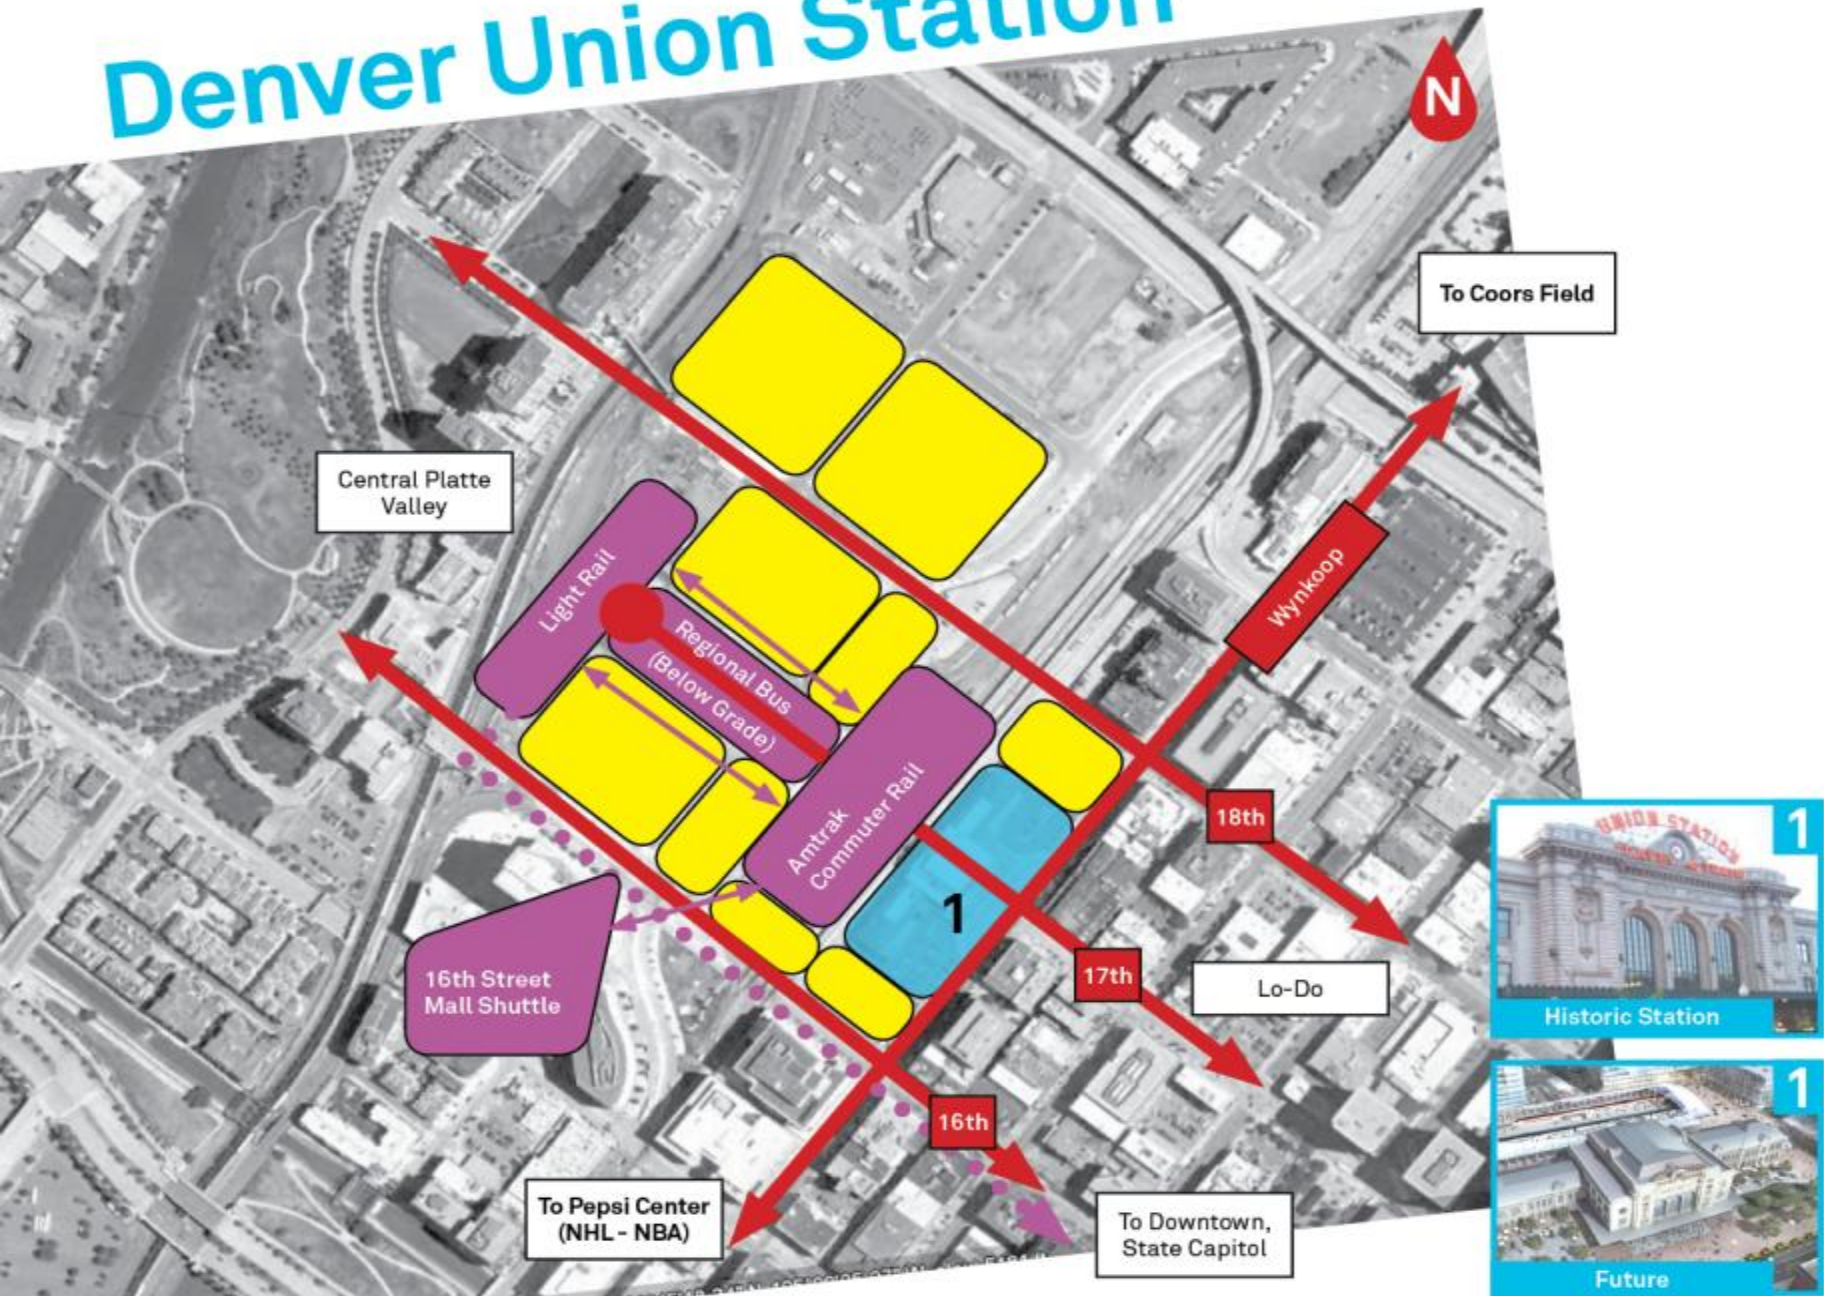 Denver Union Station
N
To Coors Field
Central Platte
Valley
Light Rail
Wynkoop
Regional Bus
(Below Grade)
Amtrak
Commuter Rail
18th
1
UNION STATION
1
17th
Lo-Do
16th Street
Mall Shuttle
Historic Station
16th
1
To Pepsi Center
(NHL - NBA)
To Downtown,
State Capitol
Future